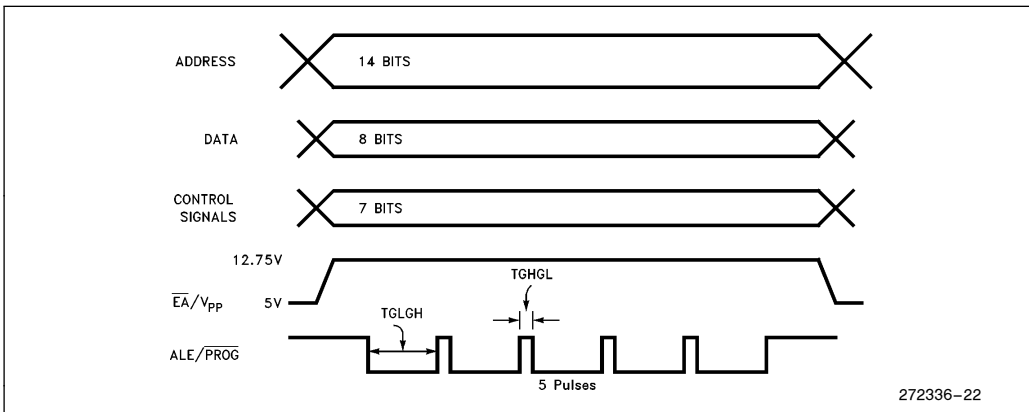 ADDRESS
14 BITS
DATA
8 BITS
CONTROL
SIGNALS
7 BITS
12.75V
TGHGL
EA/VPP
5V
TGLGH
ALE/PROG
5 Pulses
272336-22